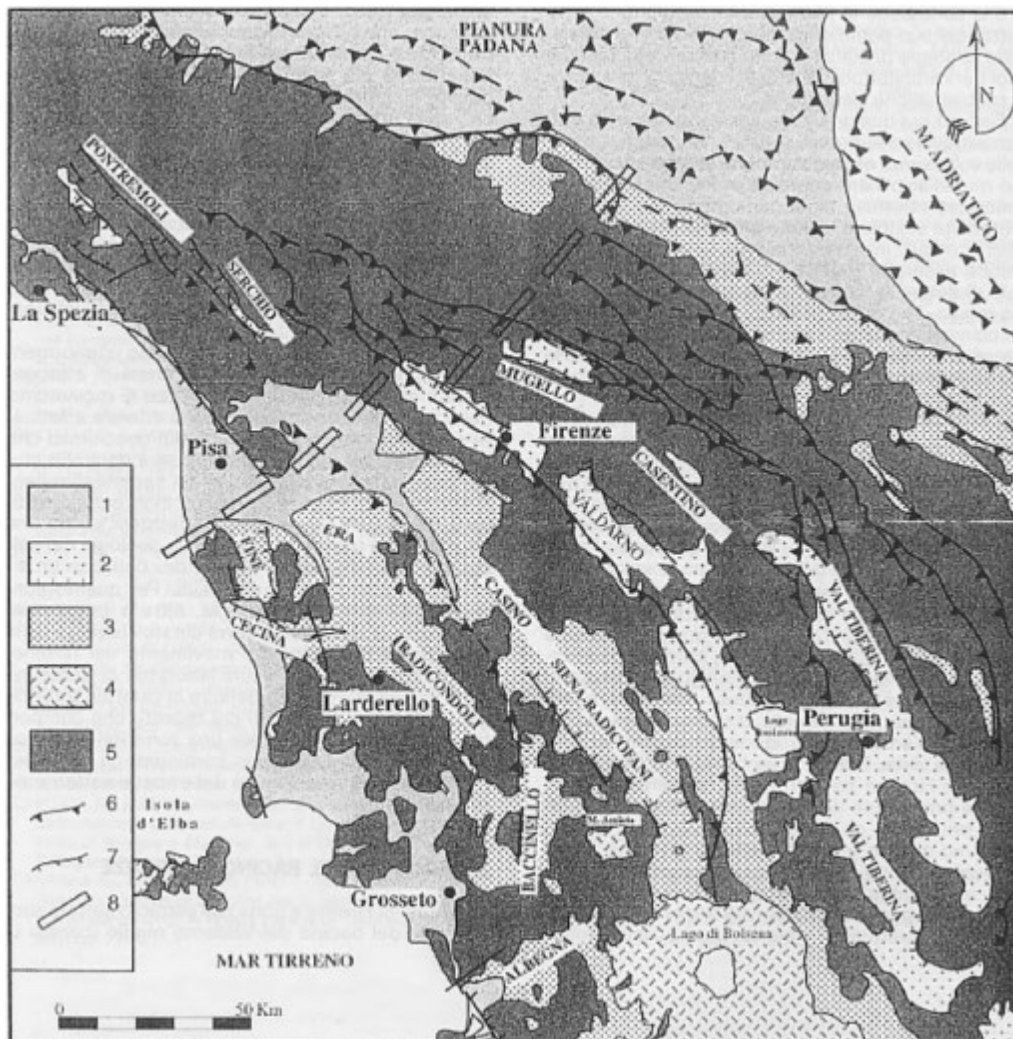 PIANURA
PADANA
N
M. ADRIATICO
PONTREMOLI
SERCHIO
La Spezia
MUGELLO
Firenze
Pisa
CASENTINO
VALDARNO
ERA
FINE
CECINA
CASINO
SIENA-RADICOFANI
RADICONDOLI
VAL TIBERINA
Larderello
Lago
Perugia
BACCINELLO
M. Amiata
VAL TIBERINA
Grosseto
Lago di Bolsena
ALBEGNA
MAR TIRRENO
1
2
3
4
5
6
Isola
d'Elba
8
0
50 Km